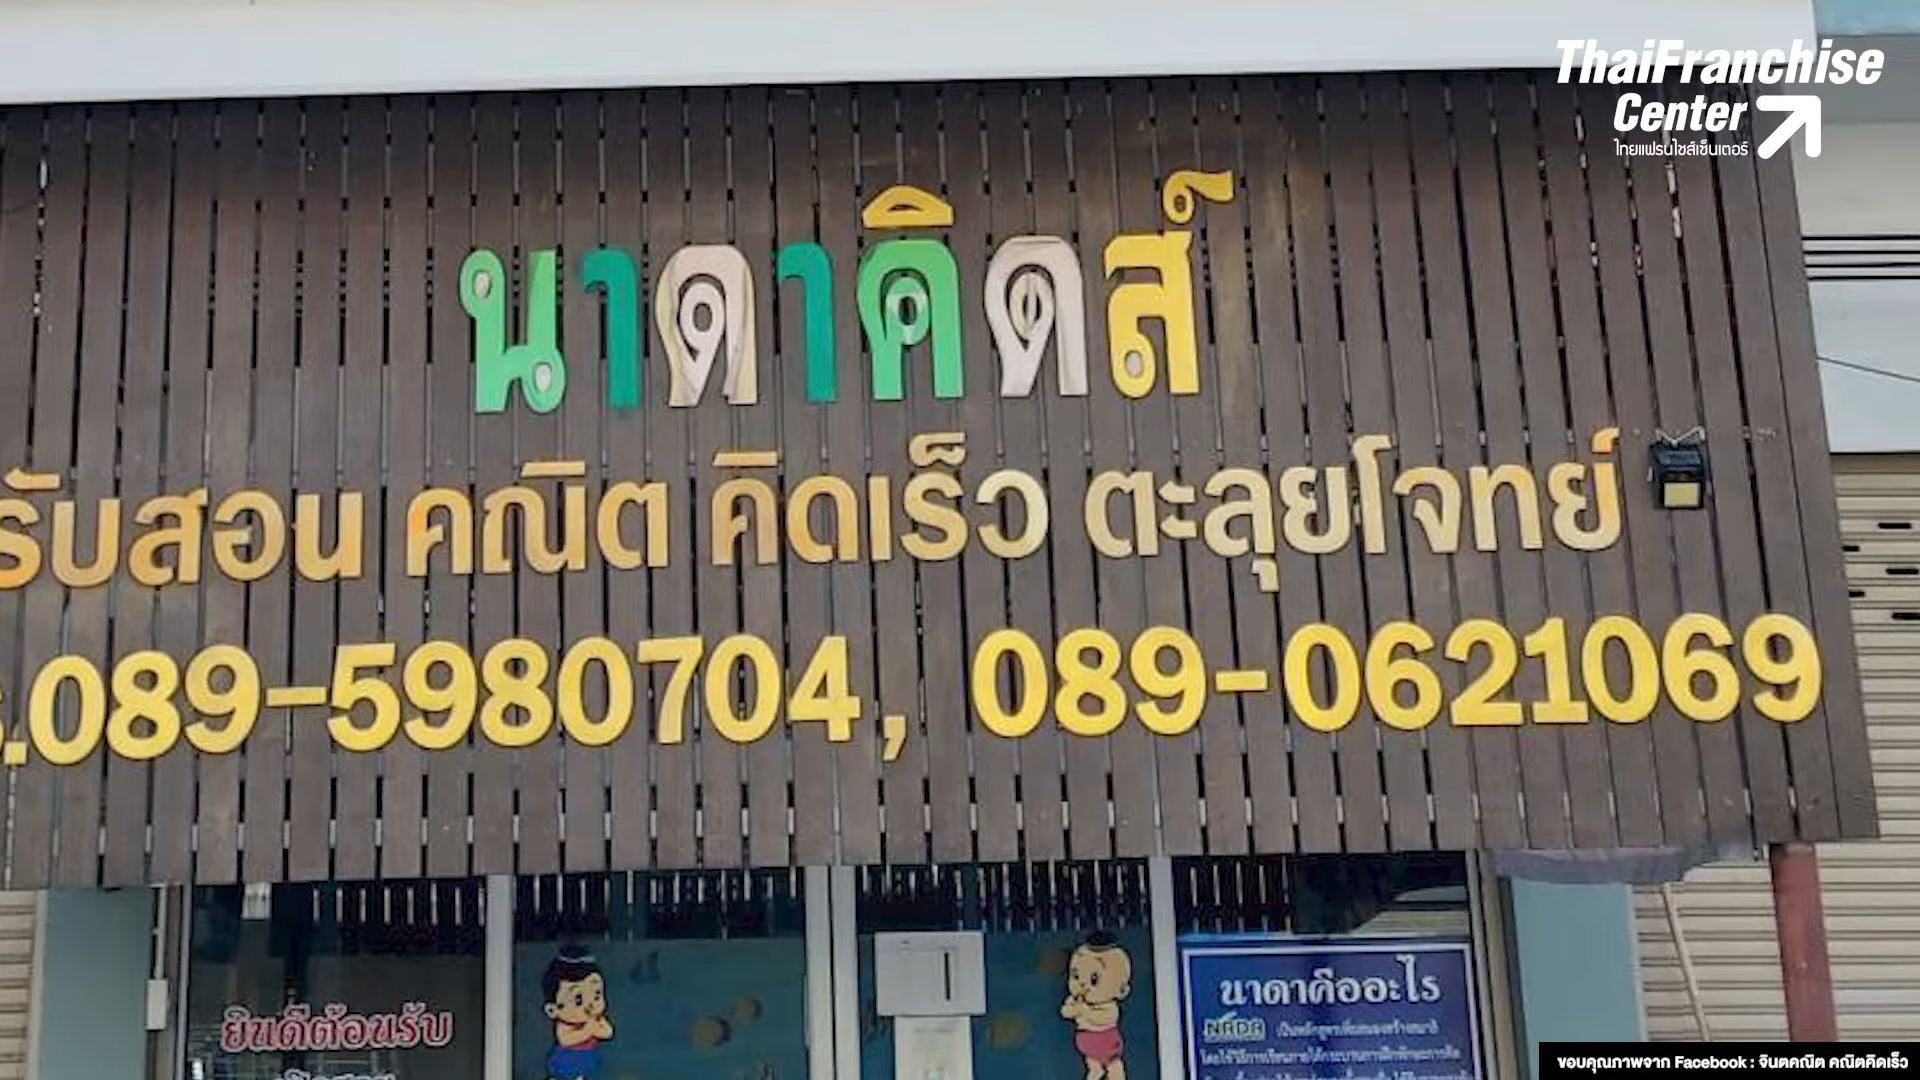 ThaiFranchise
Center
ไทยแฟรนไชส์เซ็นเตอร์
นาดาคิดส์
รับสอน คณิต คิดเร็ว ตะลุยโจทย์
.089-5980704, 089-0621069
ยินดีต้อนรับ
นาดาคืออะไร
NADA
ขอบคุณภาพจาก Facebook : จินตคณิต คณิตคิดเร็ว